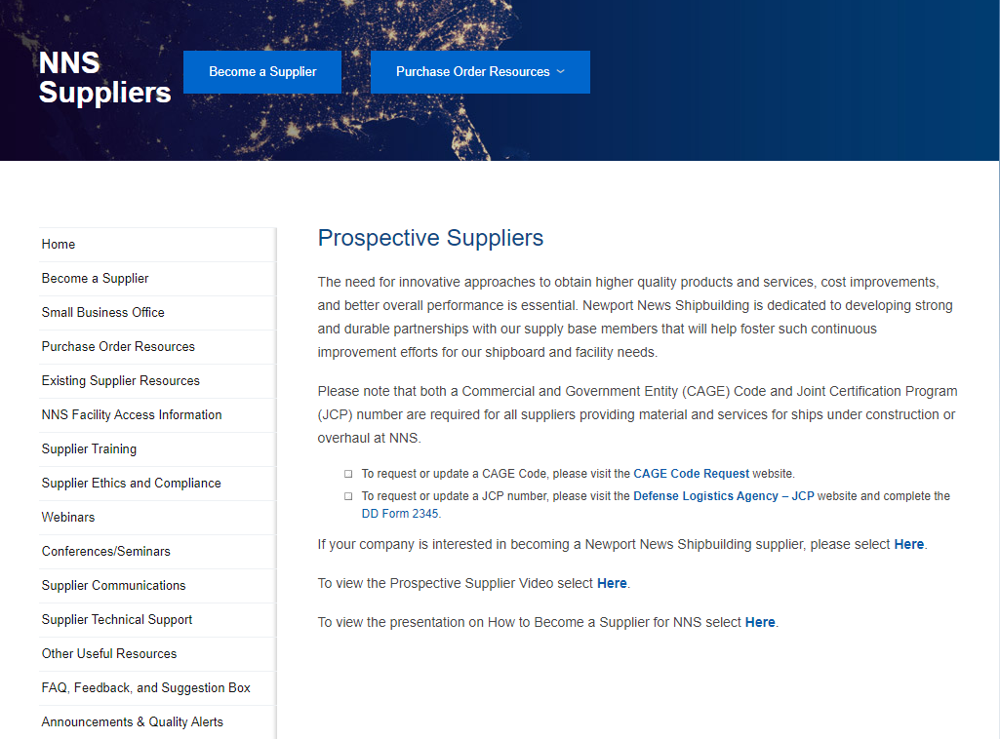 NNS
Suppliers
Become a Supplier
Purchase Order Resources
Home
Become a Supplier
Small Business Office
Purchase Order Resources
Existing Supplier Resources
NNS Facility Access Information
Supplier Training
Supplier Ethics and Compliance
Webinars
Conferences/Seminars
Supplier Communications
Supplier Technical Support
Other Useful Resources
FAQ, Feedback, and Suggestion Box
Announcements & Quality Alerts
Prospective Suppliers
The need for innovative approaches to obtain higher quality products and services, cost improvements,
and better overall performance is essential. Newport News Shipbuilding is dedicated to developing strong
and durable partnerships with our supply base members that will help foster such continuous
improvement efforts for our shipboard and facility needs.
Please note that both a Commercial and Government Entity (CAGE) Code and Joint Certification Program
(JCP) number are required for all suppliers providing material and services for ships under construction or
overhaul at NNS.
To request or update a CAGE Code, please visit the CAGE Code Request website.
To request or update a JCP number, please visit the Defense Logistics Agency – JCP website and complete the
DD Form 2345.
If your company is interested in becoming a Newport News Shipbuilding supplier, please select Here.
To view the Prospective Supplier Video select Here.
To view the presentation on How to Become a Supplier for NNS select Here.